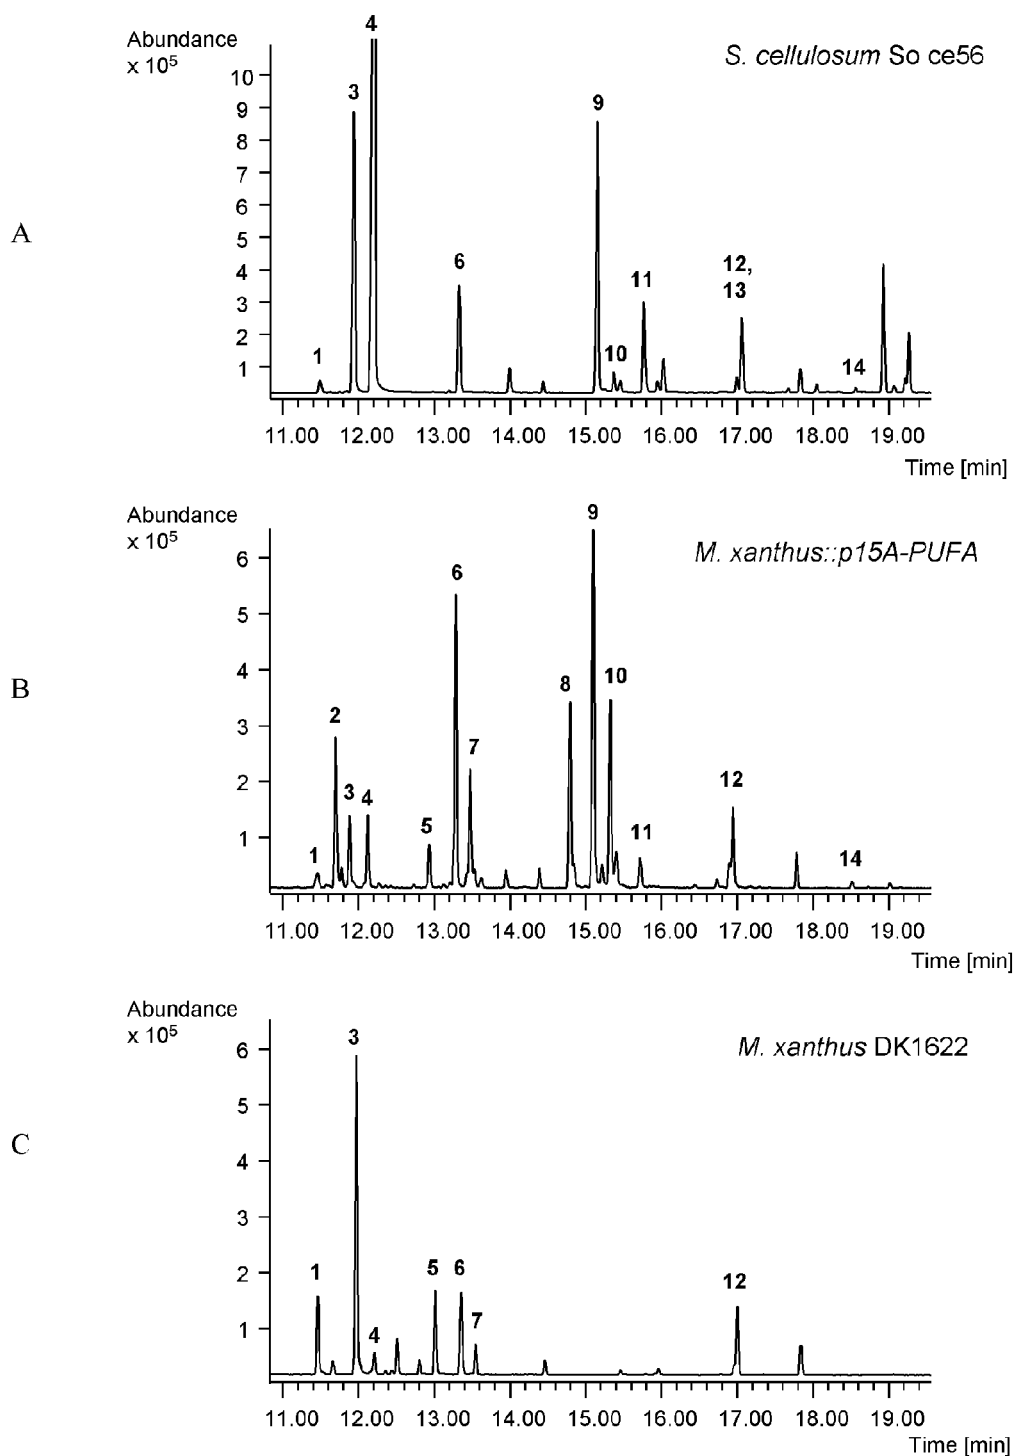 Abundance
x 10⁵
S. cellulosum So ce56
4
3
9
6
11
12,
13
10
1
14
10
9
8
7
6
5
4
3
2
1
11.00 12.00 13.00 14.00 15.00 16.00 17.00 18.00 19.00
Time [min]
A
Abundance
x 10⁵
M. xanthus::p15A-PUFA
9
6
8
10
2
7
3
4
5
1
11
12
14
6
5
4
3
2
1
11.00 12.00 13.00 14.00 15.00 16.00 17.00 18.00 19.00
Time [min]
B
Abundance
x 10⁵
M. xanthus DK1622
3
1
5
6
4
7
12
6
5
4
3
2
1
11.00 12.00 13.00 14.00 15.00 16.00 17.00 18.00 19.00
Time [min]
C